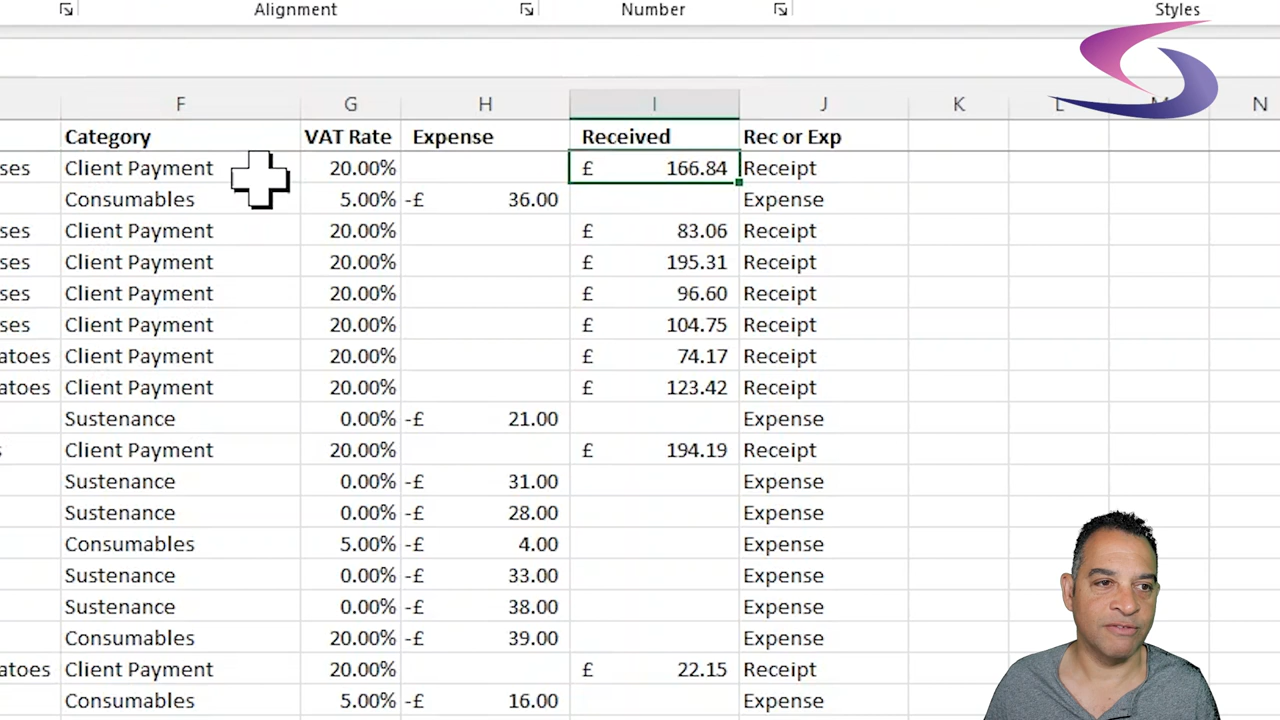 Alignment Number Styles
F G H I J K L M N
Category VAT Rate Expense Received Rec or Exp
ses Client Payment 20.00% £ 166.84 Receipt
Consumables 5.00% -£ 36.00 Expense
ses Client Payment 20.00% £ 83.06 Receipt
ses Client Payment 20.00% £ 195.31 Receipt
ses Client Payment 20.00% £ 96.60 Receipt
ses Client Payment 20.00% £ 104.75 Receipt
atoes Client Payment 20.00% £ 74.17 Receipt
atoes Client Payment 20.00% £ 123.42 Receipt
Sustenance 0.00% -£ 21.00 Expense
s Client Payment 20.00% £ 194.19 Receipt
Sustenance 0.00% -£ 31.00 Expense
Sustenance 0.00% -£ 28.00 Expense
Consumables 5.00% -£ 4.00 Expense
Sustenance 0.00% -£ 33.00 Expense
Sustenance 0.00% -£ 38.00 Expense
Consumables 20.00% -£ 39.00 Expense
atoes Client Payment 20.00% £ 22.15 Receipt
Consumables 5.00% -£ 16.00 Expense